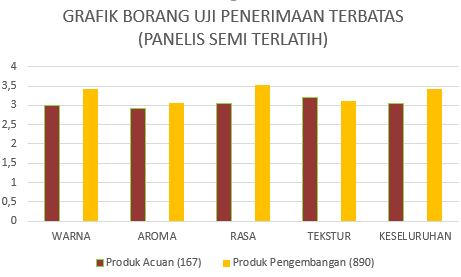 GRAFIK BORANG UJI PENERIMAAN TERBATAS
(PANELIS SEMI TERLATIH)
4
3,5
3
2,5
2
1,5
1
0,5
0
WARNA AROMA RASA TEKSTUR KESELURUHAN
Produk Acuan (167) Produk Pengembangan (890)